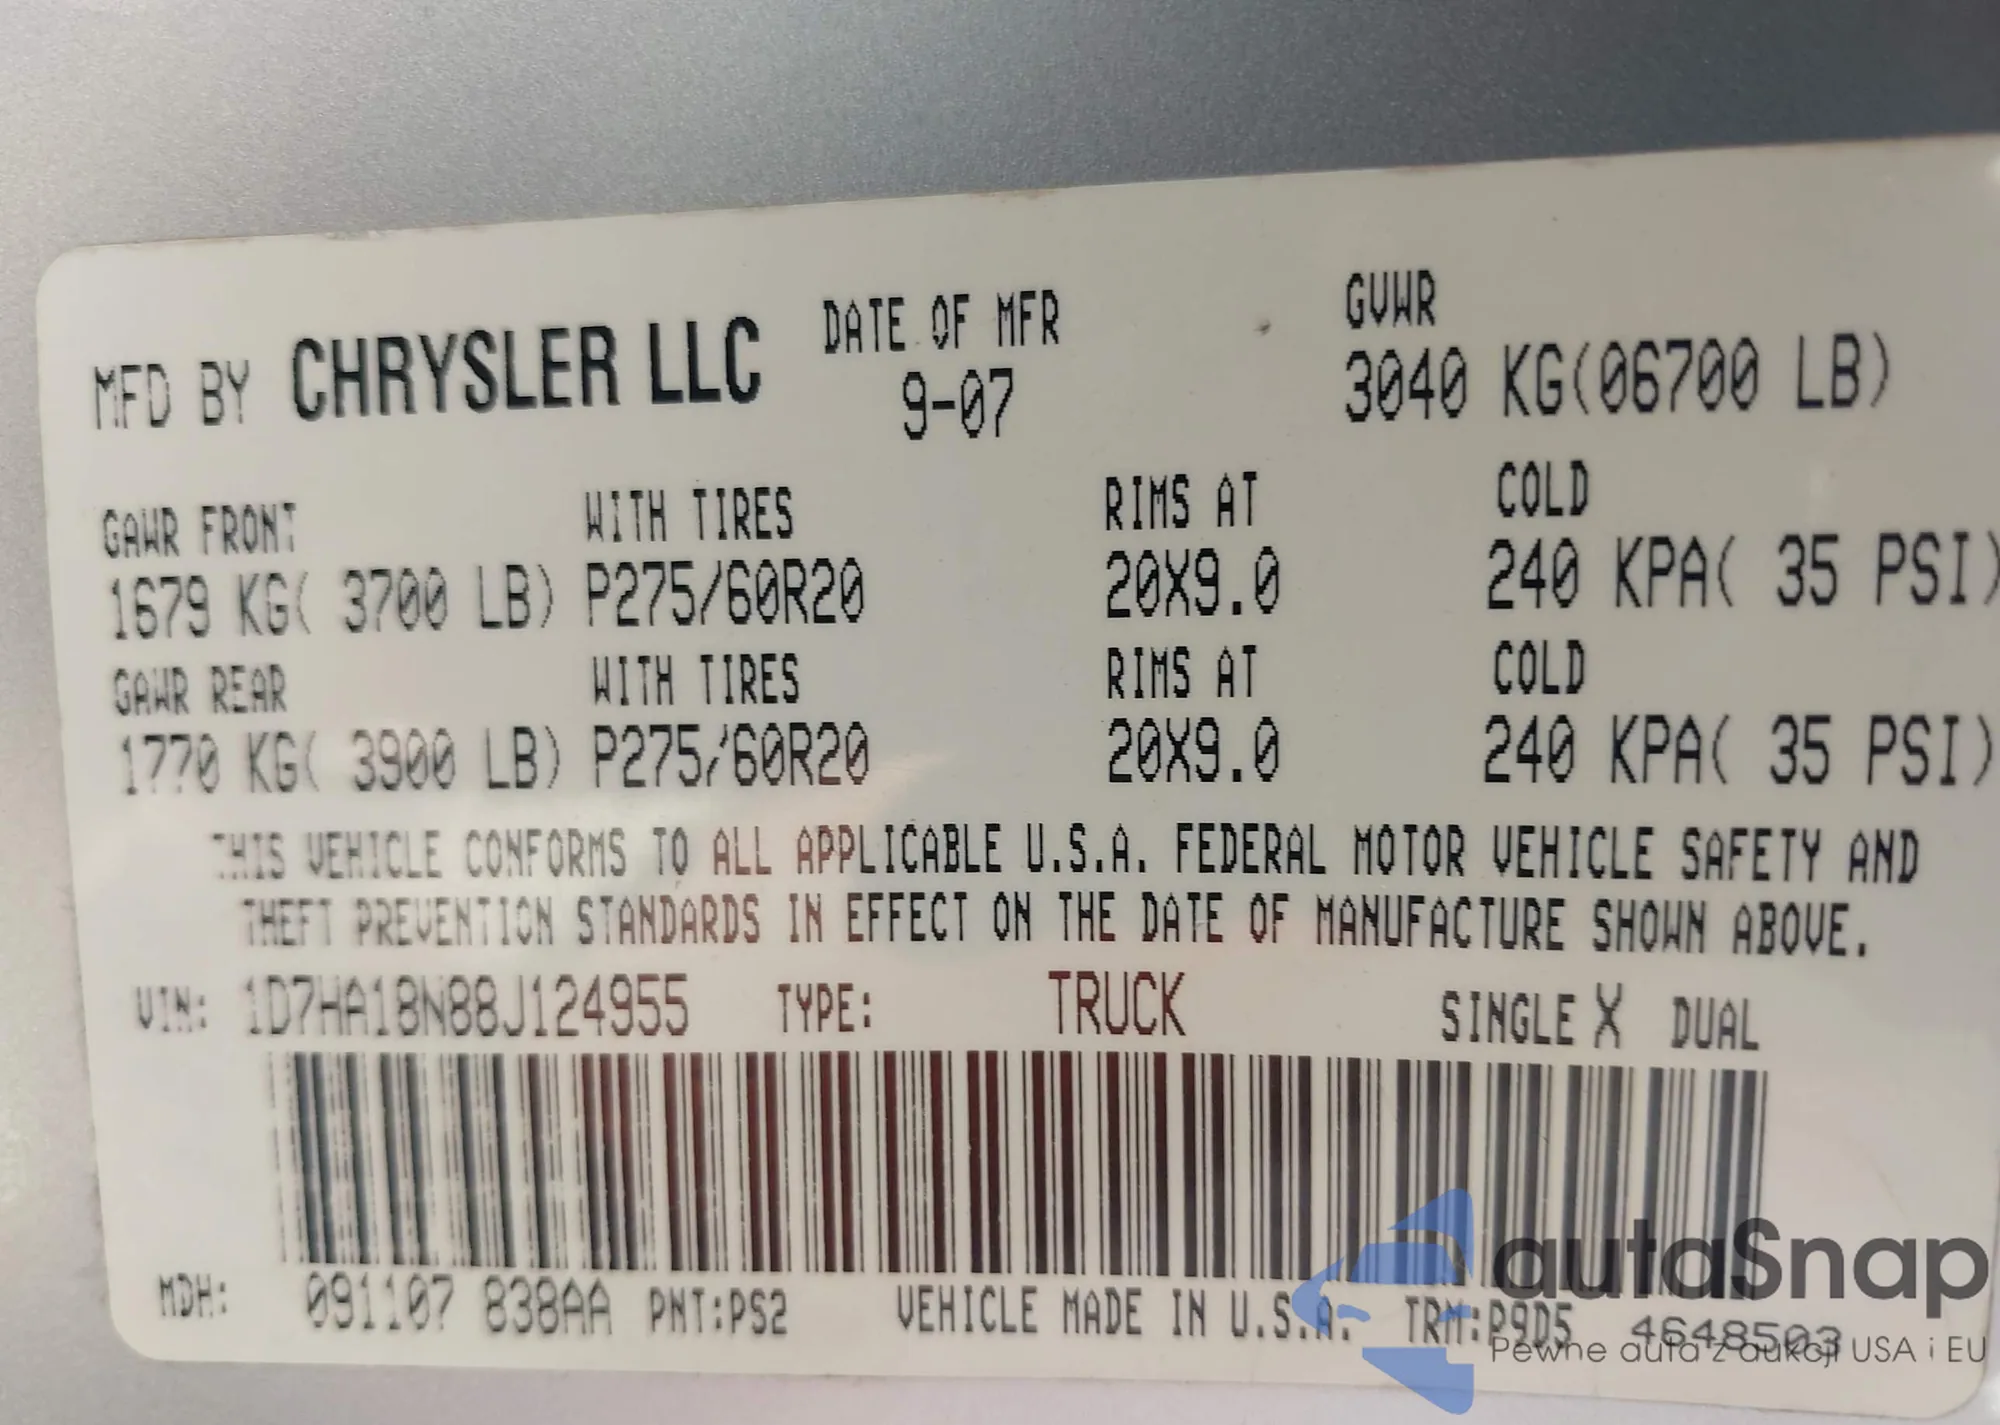 MFD BY CHRYSLER LLC DATE OF MFR GVWR
9-07 3040 KG(06700 LB)
GAWR FRONT WITH TIRES RIMS AT COLD
1679 KG( 3700 LB) P275/60R20 20X9.0 240 KPA( 35 PSI)
GAWR REAR WITH TIRES RIMS AT COLD
1770 KG( 3900 LB) P275/60R20 20X9.0 240 KPA( 35 PSI)
THIS VEHICLE CONFORMS TO ALL APPLICABLE U.S.A. FEDERAL MOTOR VEHICLE SAFETY AND
THEFT PREVENTION STANDARDS IN EFFECT ON THE DATE OF MANUFACTURE SHOWN ABOVE.
VIN: 1D7HA18N88J124955 TYPE: TRUCK SINGLE X DUAL
MDH: 091107 838AA PNT:PS2 VEHICLE MADE IN U.S.A. TRM:P9D5 4648503
autaSnap
Pewne auta z aukcji USA i EU